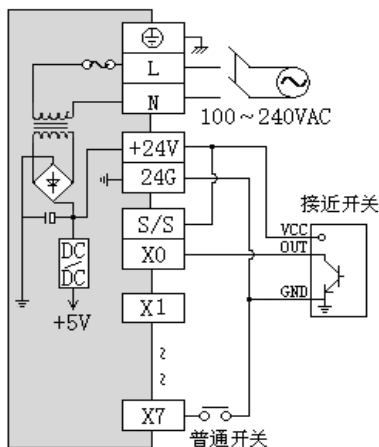 L
N
100～240VAC
+24V
24G
接近开关
S/S
VCC
X0
OUT
DC
DC
GND
X1
+5V
X7
普通开关